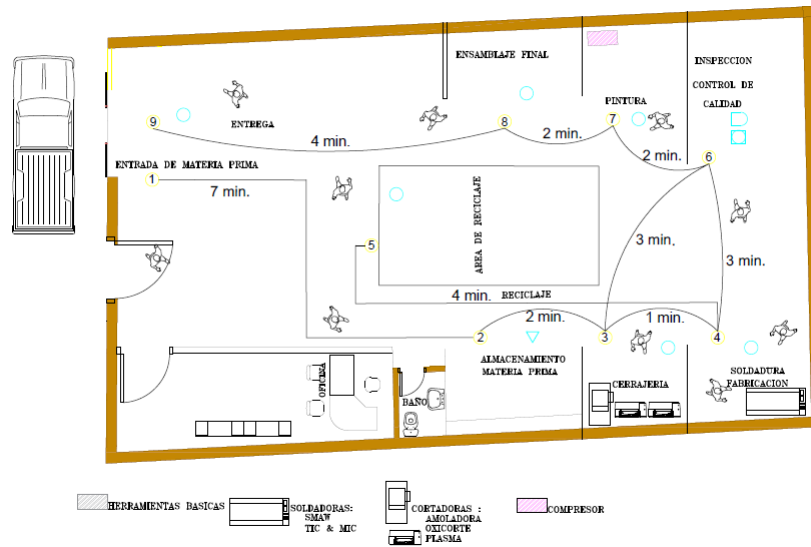 ENSAMBLAJE FINAL
INSPECCION
CONTROL DE
CALIDAD
PINTURA
9
ENTREGA
8
7
4 min.
2 min.
2 min.
6
ENTRADA DE MATERIA PRIMA
1
7 min.
AREA DE RECICLAJE
5
3 min.
3 min.
4 min.
RECICLAJE
2 min.
1 min.
2
3
4
ALMACENAMIENTO
MATERIA PRIMA
OFICINA
BAÑO
CERRAJERIA
SOLDADURA
FABRICACION
HERRAMIENTAS BASICAS
SOLDADORAS:
SMAW
TIC & MIC
CORTADORAS :
AMOLADORA
OXICORTE
PLASMA
COMPRESOR